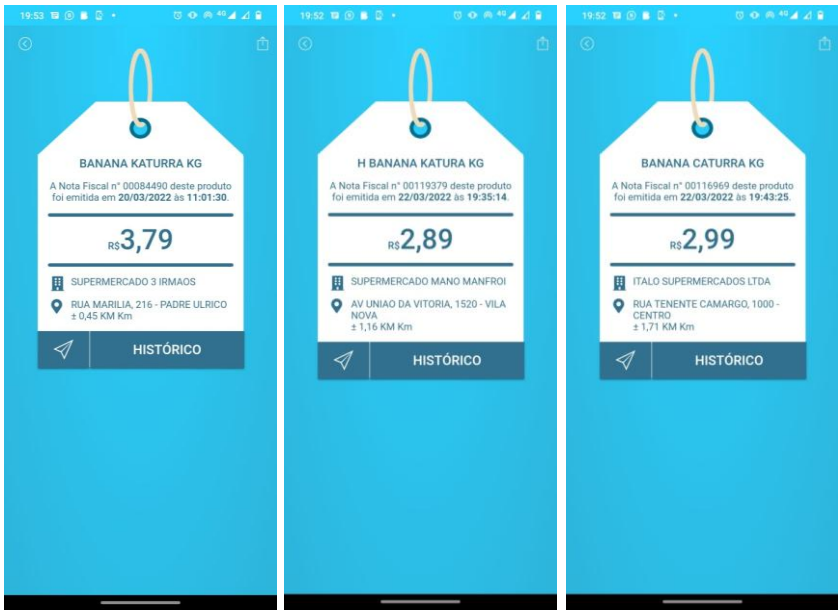 19:53
4G
BANANA KATURRA KG
A Nota Fiscal n° 00084490 deste produto
foi emitida em 20/03/2022 às 11:01:30.
R$3,79
SUPERMERCADO 3 IRMAOS
RUA MARILIA, 216 - PADRE ULRICO
± 0,45 KM Km
HISTÓRICO
19:52
4G
H BANANA KATURA KG
A Nota Fiscal n° 00119379 deste produto
foi emitida em 22/03/2022 às 19:35:14.
R$2,89
SUPERMERCADO MANO MANFROI
AV UNIAO DA VITORIA, 1520 - VILA
NOVA
± 1,16 KM Km
HISTÓRICO
19:52
4G
BANANA CATURRA KG
A Nota Fiscal n° 00116969 deste produto
foi emitida em 22/03/2022 às 19:43:25.
R$2,99
ITALO SUPERMERCADOS LTDA
RUA TENENTE CAMARGO, 1000 -
CENTRO
± 1,71 KM Km
HISTÓRICO